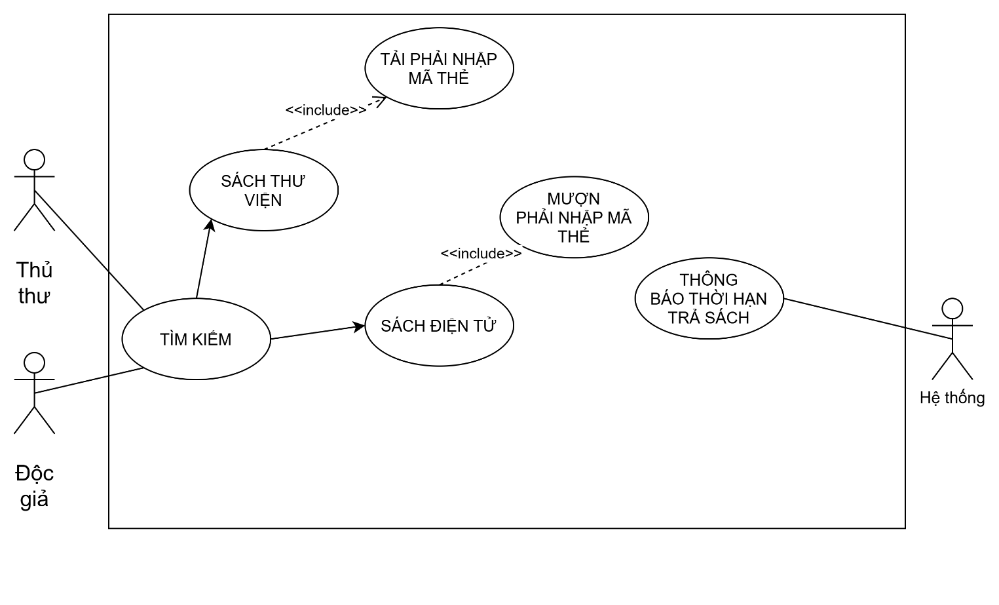 TẢI PHẢI NHẬP
MÃ THẺ
<<include>>
SÁCH THƯ
VIỆN
MƯỢN
PHẢI NHẬP MÃ
THẺ
<<include>>
Thủ
thư
THÔNG
BÁO THỜI HẠN
TRẢ SÁCH
SÁCH ĐIỆN TỬ
TÌM KIẾM
Hệ thống
Độc
giả